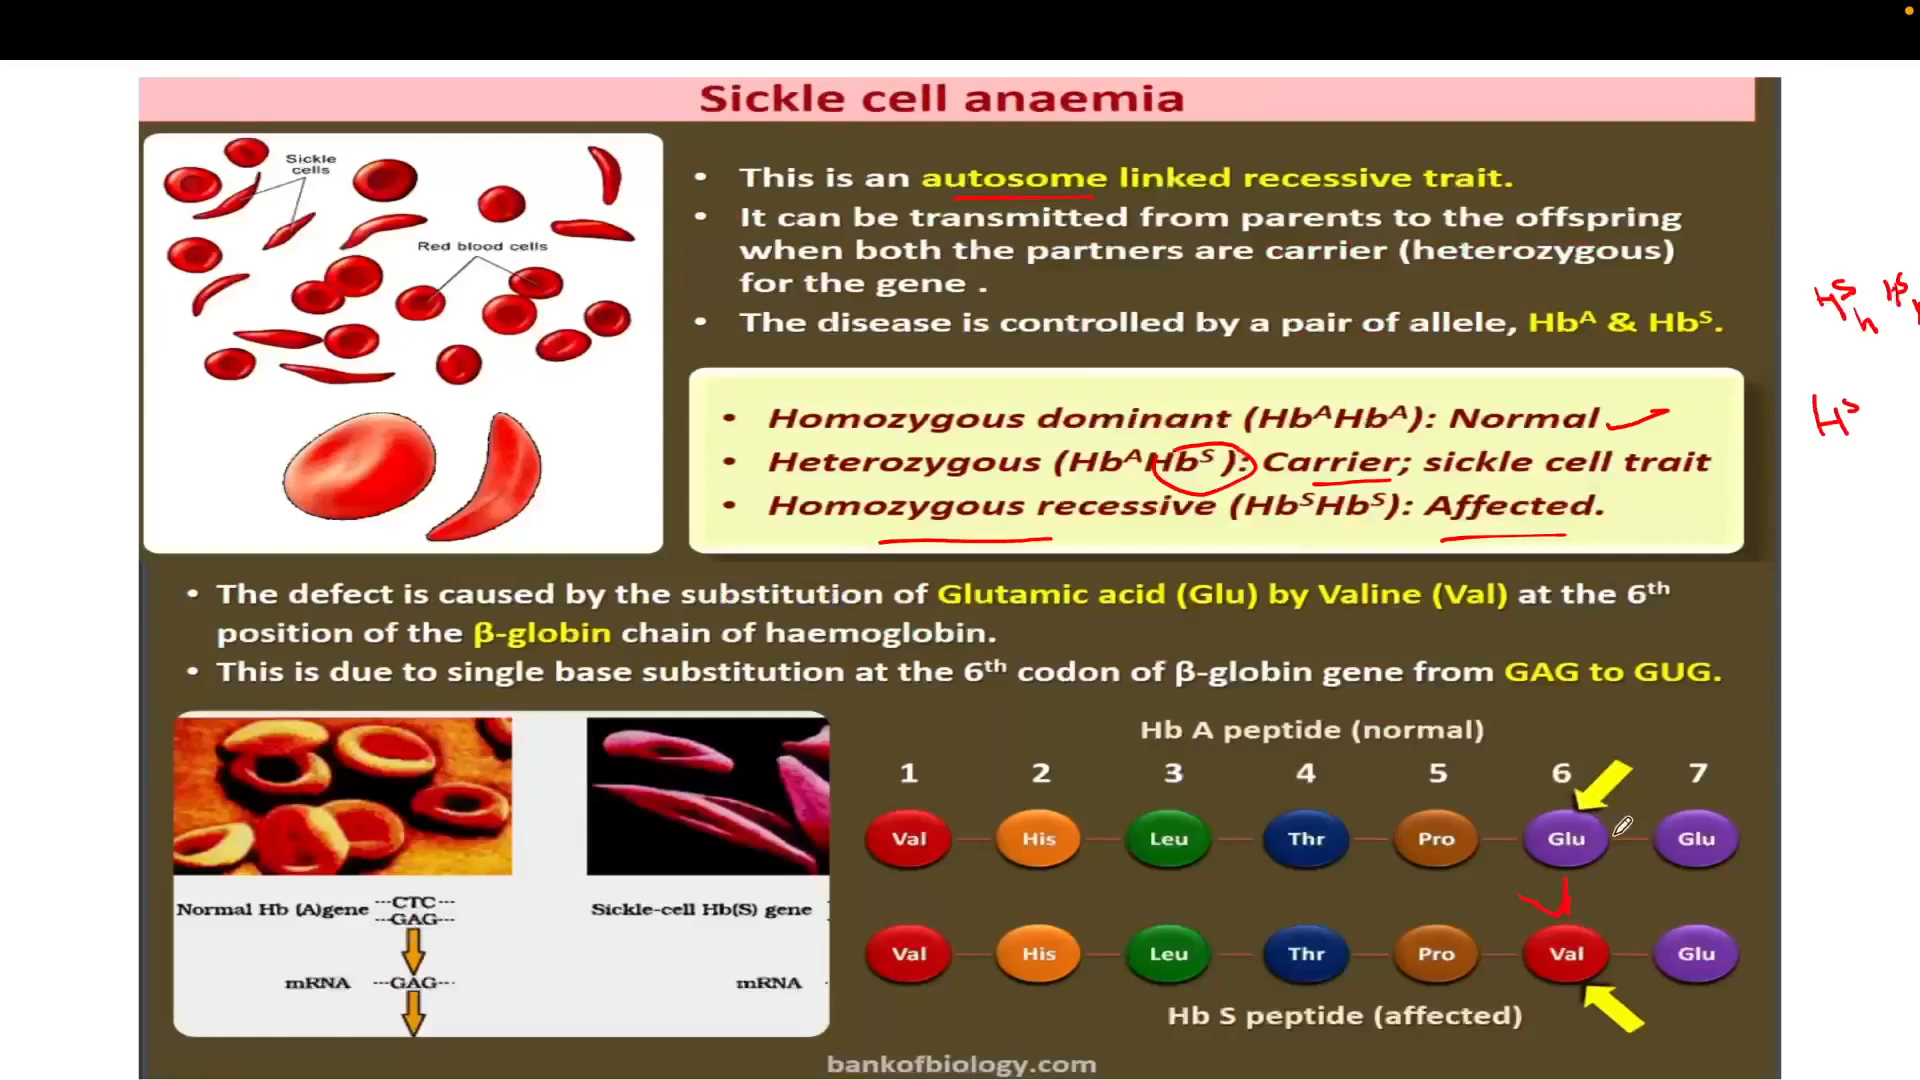 Sickle cell anaemia
Sickle
cells
Red blood cells
• This is an autosome linked recessive trait.
• It can be transmitted from parents to the offspring
when both the partners are carrier (heterozygous)
for the gene .
• The disease is controlled by a pair of allele, Hbᴬ & Hbˢ.
• Homozygous dominant (HbᴬHbᴬ): Normal
• Heterozygous (HbᴬHbˢ ): Carrier; sickle cell trait
• Homozygous recessive (HbˢHbˢ): Affected.
• The defect is caused by the substitution of Glutamic acid (Glu) by Valine (Val) at the 6ᵗʰ
position of the β-globin chain of haemoglobin.
• This is due to single base substitution at the 6ᵗʰ codon of β-globin gene from GAG to GUG.
Normal Hb (A)gene
---CTC---
---GAG---
mRNA ---GAG---
Sickle-cell Hb(S) gene
mRNA
Hb A peptide (normal)
1 2 3 4 5 6 7
Val His Leu Thr Pro Glu Glu
Val His Leu Thr Pro Val Glu
Hb S peptide (affected)
bankofbiology.com
Hˢ